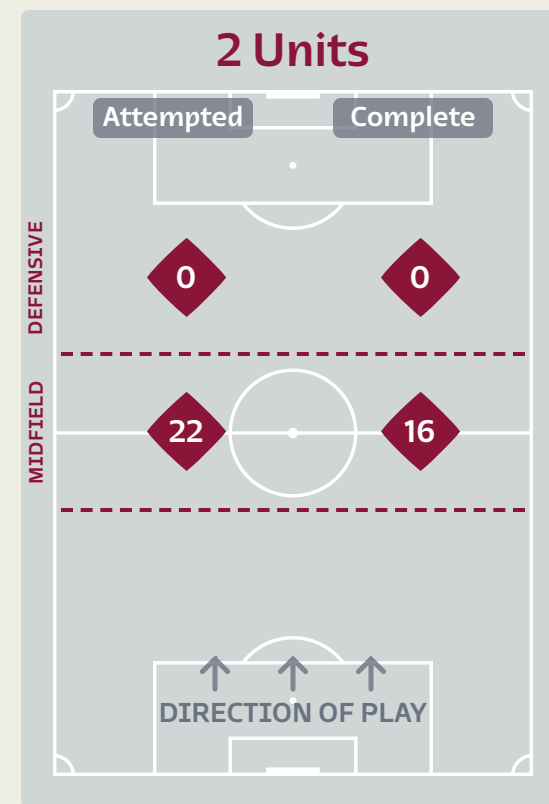 2 Units
Attempted Complete
DEFENSIVE
0 0
MIDFIELD
22 16
DIRECTION OF PLAY